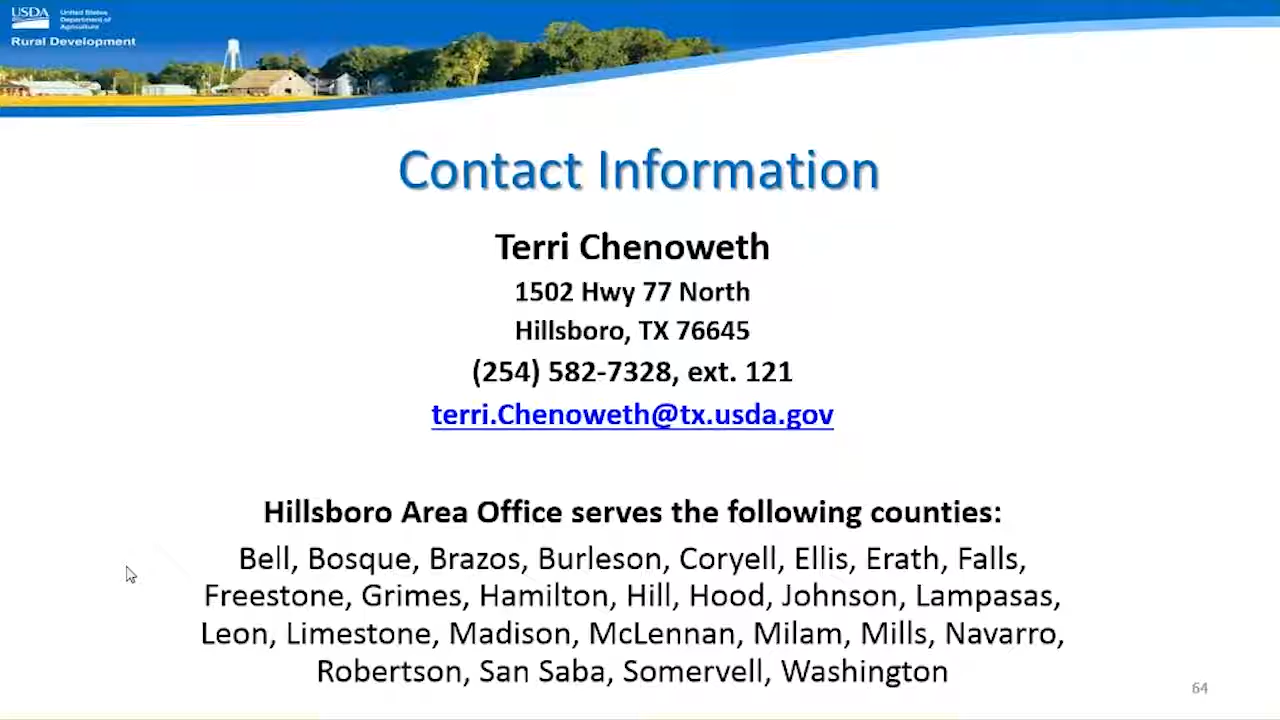 USDA
United States
Department of
Agriculture
Rural Development
Contact Information
Terri Chenoweth
1502 Hwy 77 North
Hillsboro, TX 76645
(254) 582-7328, ext. 121
terri.Chenoweth@tx.usda.gov
Hillsboro Area Office serves the following counties:
Bell, Bosque, Brazos, Burleson, Coryell, Ellis, Erath, Falls,
Freestone, Grimes, Hamilton, Hill, Hood, Johnson, Lampasas,
Leon, Limestone, Madison, McLennan, Milam, Mills, Navarro,
Robertson, San Saba, Somervell, Washington
64